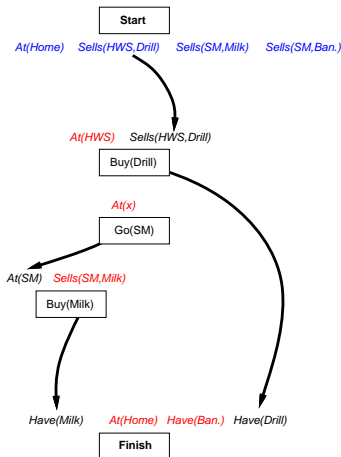 Start
At(Home) Sells(HWS,Drill) Sells(SM,Milk) Sells(SM,Ban.)
At(HWS) Sells(HWS,Drill)
Buy(Drill)
At(x)
Go(SM)
At(SM) Sells(SM,Milk)
Buy(Milk)
Have(Milk) At(Home) Have(Ban.) Have(Drill)
Finish